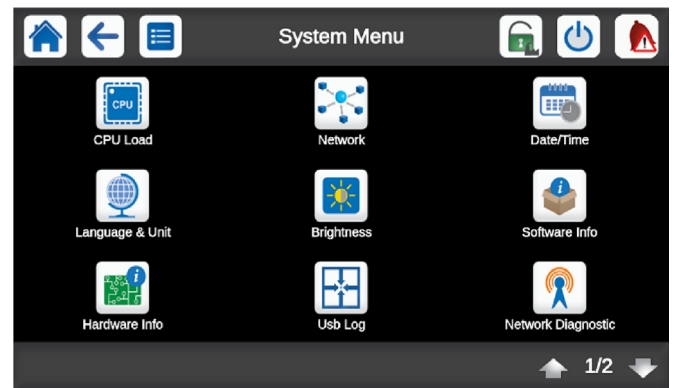 System Menu
CPU
CPU Load
Network
Date/Time
Language & Unit
Brightness
i
Software Info
i
Hardware Info
Usb Log
Network Diagnostic
1/2